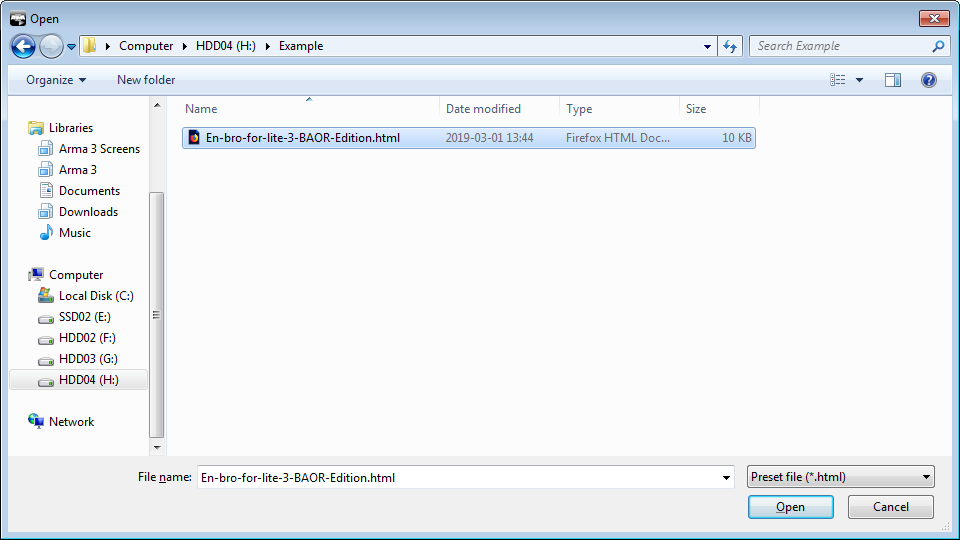 Open
Computer HDD04 (H:) Example
Search Example
Organize New folder
Name Date modified Type Size
En-bro-for-lite-3-BAOR-Edition.html 2019-03-01 13:44 Firefox HTML Doc... 10 KB
Libraries
Arma 3 Screens
Arma 3
Documents
Downloads
Music
Computer
Local Disk (C:)
SSD02 (E:)
HDD02 (F:)
HDD03 (G:)
HDD04 (H:)
Network
File name: En-bro-for-lite-3-BAOR-Edition.html Preset file (*.html)
Open Cancel